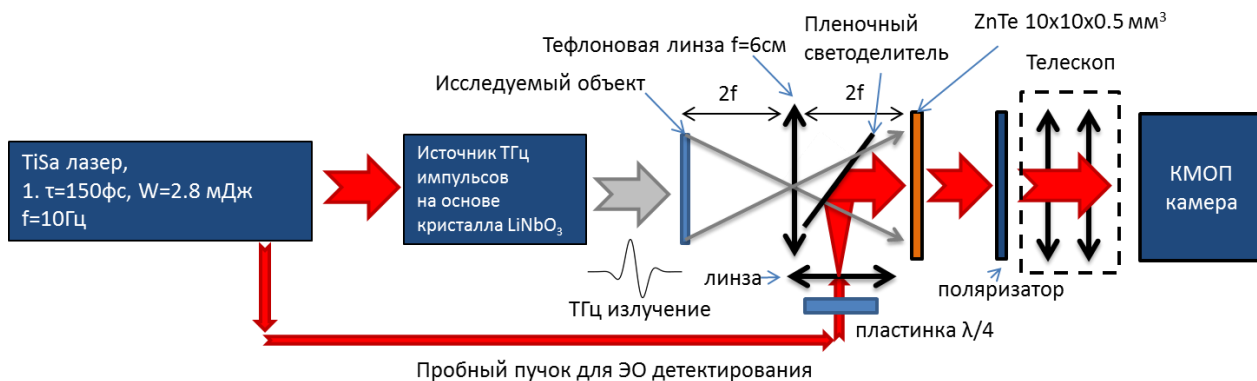 Пленочный
светоделитель
ZnTe 10x10x0.5 мм³
Тефлоновая линза f=6см
Телескоп
Исследуемый объект
2f
2f
TiSa лазер,
1. τ=150фс, W=2.8 мДж
f=10Гц
Источник ТГц
импульсов
на основе
кристалла LiNbO₃
КМОП
камера
линза
поляризатор
ТГц излучение
пластинка λ/4
Пробный пучок для ЭО детектирования